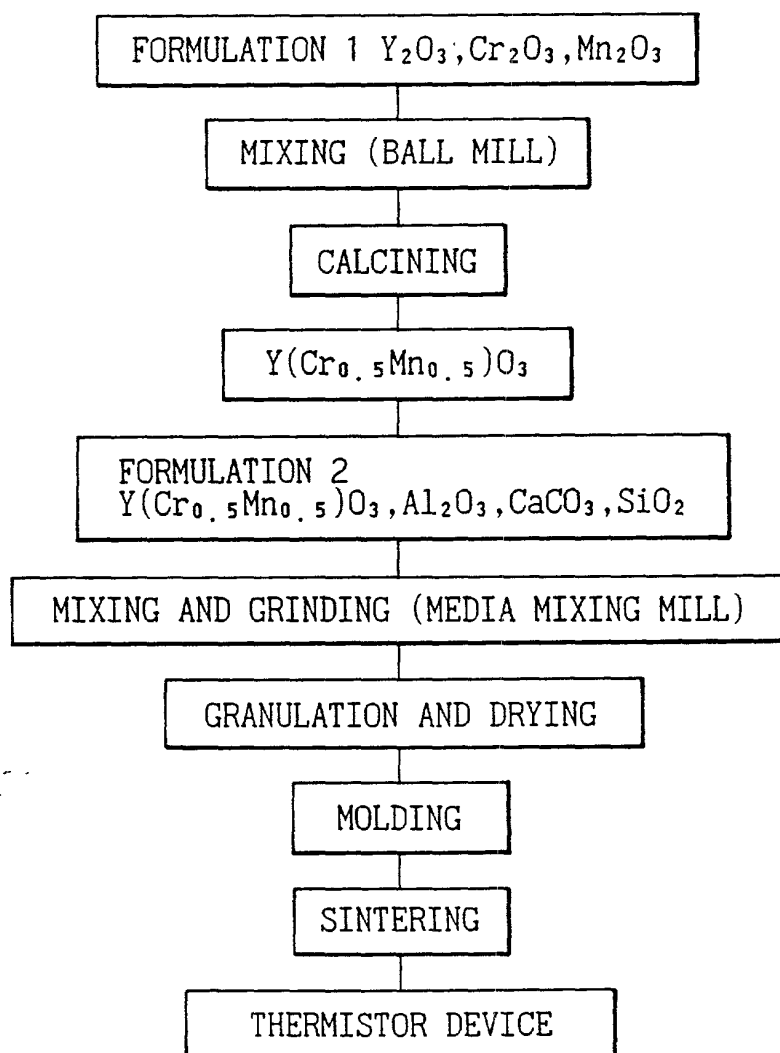 FORMULATION 1 Y₂O₃,Cr₂O₃,Mn₂O₃
MIXING (BALL MILL)
CALCINING
Y(Cr₀.₅Mn₀.₅)O₃
FORMULATION 2
Y(Cr₀.₅Mn₀.₅)O₃,Al₂O₃,CaCO₃,SiO₂
MIXING AND GRINDING (MEDIA MIXING MILL)
GRANULATION AND DRYING
MOLDING
SINTERING
THERMISTOR DEVICE